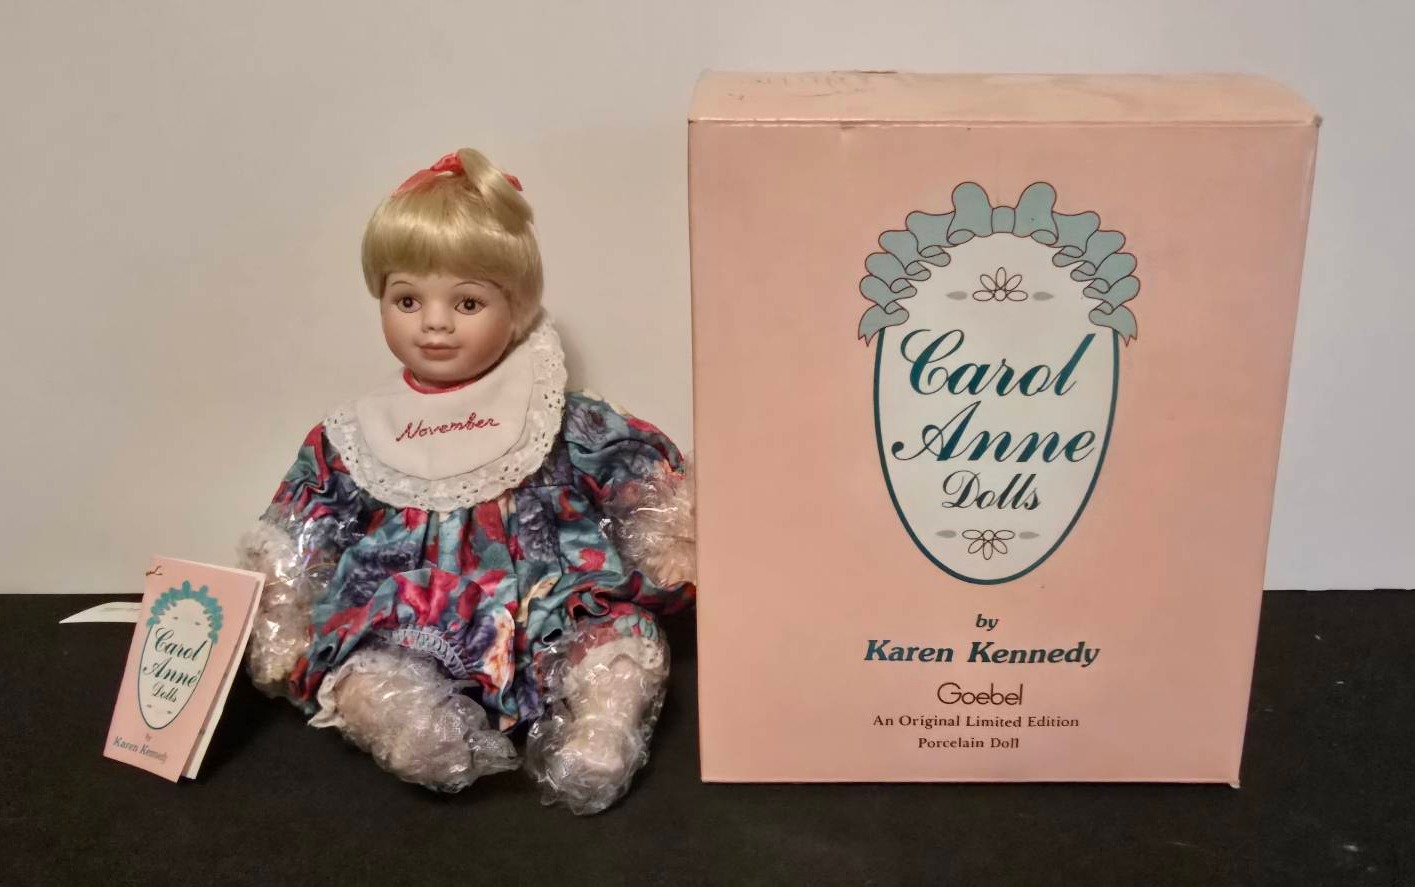 November
Carol
Anne
Dolls
by
Karen Kennedy
Goebel
An Original Limited Edition
Porcelain Doll
Carol
Anne
Dolls
by
Karen Kennedy